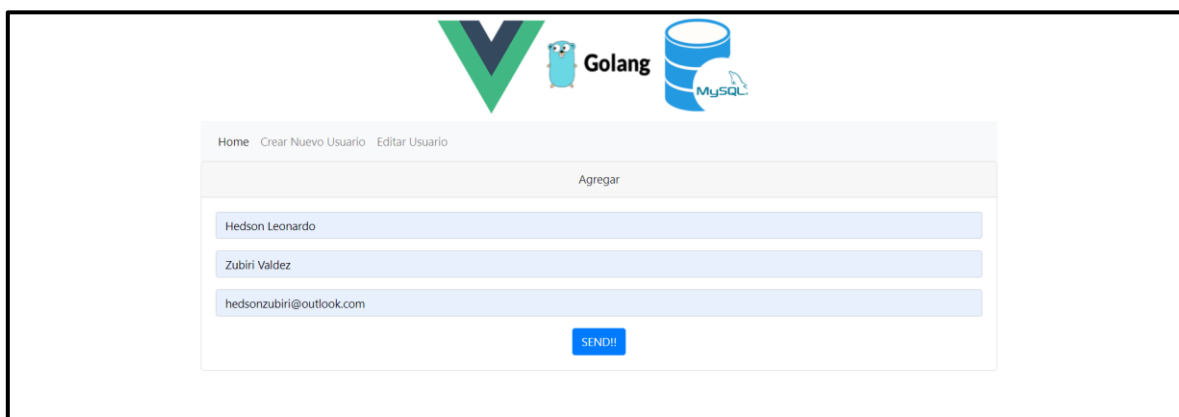 Golang
MySQL
Home Crear Nuevo Usuario Editar Usuario
Agregar
Hedson Leonardo
Zubiri Valdez
hedsonzubiri@outlook.com
SEND!!